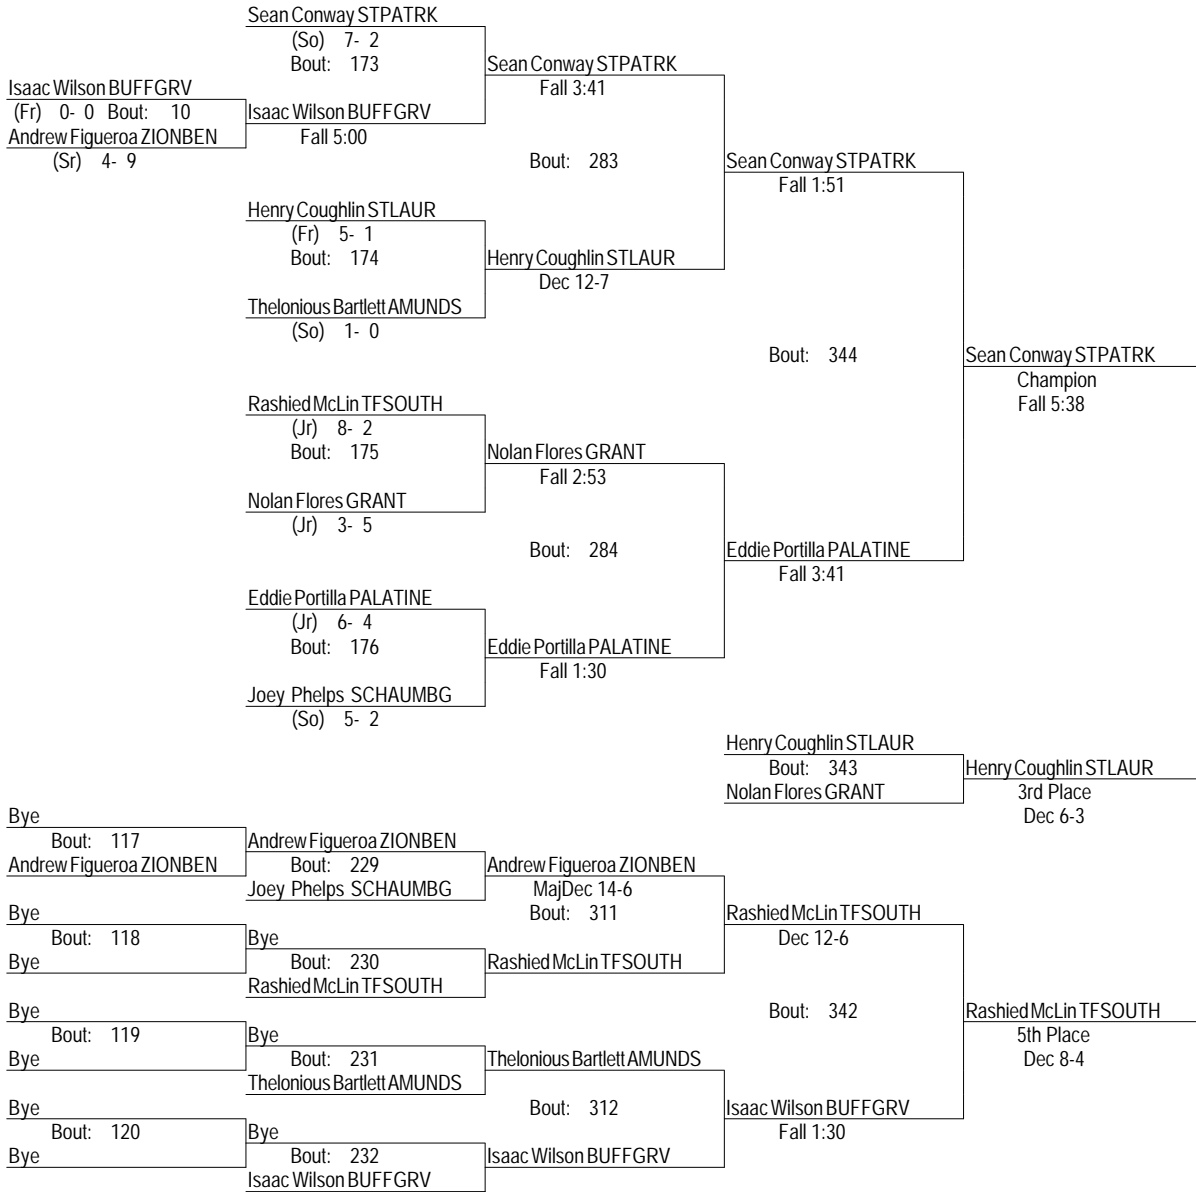 Sean Conway STPATRK
(So) 7- 2
Bout: 173
Sean Conway STPATRK
Fall 3:41
Isaac Wilson BUFFGRV
(Fr) 0- 0 Bout: 10
Isaac Wilson BUFFGRV
Andrew Figueroa ZIONBEN
Fall 5:00
(Sr) 4- 9
Bout: 283
Sean Conway STPATRK
Fall 1:51
Henry Coughlin STLAUR
(Fr) 5- 1
Bout: 174
Henry Coughlin STLAUR
Dec 12-7
Thelonious Bartlett AMUNDS
(So) 1- 0
Bout: 344
Sean Conway STPATRK
Champion
Fall 5:38
Rashied McLin TFSOUTH
(Jr) 8- 2
Bout: 175
Nolan Flores GRANT
Fall 2:53
Nolan Flores GRANT
(Jr) 3- 5
Bout: 284
Eddie Portilla PALATINE
Fall 3:41
Eddie Portilla PALATINE
(Jr) 6- 4
Bout: 176
Eddie Portilla PALATINE
Fall 1:30
Joey Phelps SCHAUMBG
(So) 5- 2
Henry Coughlin STLAUR
Bout: 343
Henry Coughlin STLAUR
Nolan Flores GRANT
3rd Place
Dec 6-3
Bye
Bout: 117
Andrew Figueroa ZIONBEN
Andrew Figueroa ZIONBEN
Bout: 229
Andrew Figueroa ZIONBEN
Joey Phelps SCHAUMBG
MajDec 14-6
Bye
Bout: 311
Rashied McLin TFSOUTH
Bout: 118
Bye
Dec 12-6
Bye
Bout: 230
Rashied McLin TFSOUTH
Rashied McLin TFSOUTH
Bye
Bout: 342
Rashied McLin TFSOUTH
Bout: 119
Bye
5th Place
Bye
Bout: 231
Thelonious Bartlett AMUNDS
Dec 8-4
Thelonious Bartlett AMUNDS
Bye
Bout: 312
Isaac Wilson BUFFGRV
Bout: 120
Bye
Fall 1:30
Bye
Bout: 232
Isaac Wilson BUFFGRV
Isaac Wilson BUFFGRV